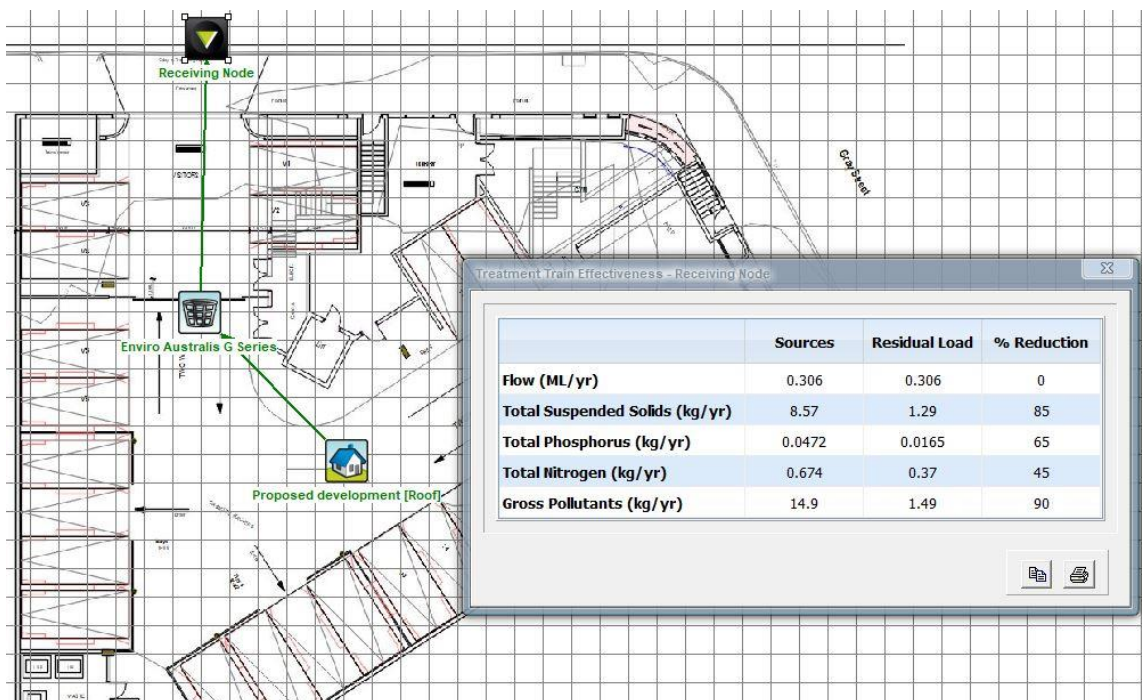 Receiving Node
VISITORS
LOBBY
Gray Street
Enviro Australis G Series
Proposed development [Roof]
Treatment Train Effectiveness - Receiving Node
Sources Residual Load % Reduction
Flow (ML/yr) 0.306 0.306 0
Total Suspended Solids (kg/yr) 8.57 1.29 85
Total Phosphorus (kg/yr) 0.0472 0.0165 65
Total Nitrogen (kg/yr) 0.674 0.37 45
Gross Pollutants (kg/yr) 14.9 1.49 90